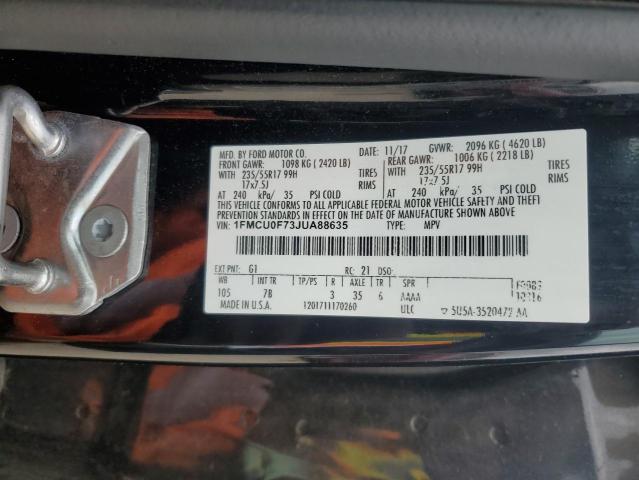 MFD. BY FORD MOTOR CO. 11/17 GVWR: 2096 KG ( 4620 LB)
FRONT GAWR: 1098 KG ( 2420 LB) REAR GAWR: 1006 KG ( 2218 LB)
WITH 235/55R17 99H TIRES WITH 235/55R17 99H TIRES
17x7.5J RIMS 17x7.5J RIMS
AT 240 kPa/ 35 PSI COLD AT 240 kPa/ 35 PSI COLD
THIS VEHICLE CONFORMS TO ALL APPLICABLE FEDERAL MOTOR VEHICLE SAFETY AND THEFT
PREVENTION STANDARDS IN EFFECT ON THE DATE OF MANUFACTURE SHOWN ABOVE.
VIN: 1FMCU0F73JUA88635 TYPE: MPV
EXT PNT: G1 RC: 21 DSO:
WB INT TR TP/PS R AXLE TR SPR
105 7B 3 35 6 AAAA
MADE IN U.S.A. 1201711170260 ULC 5U5A-3520472 AA